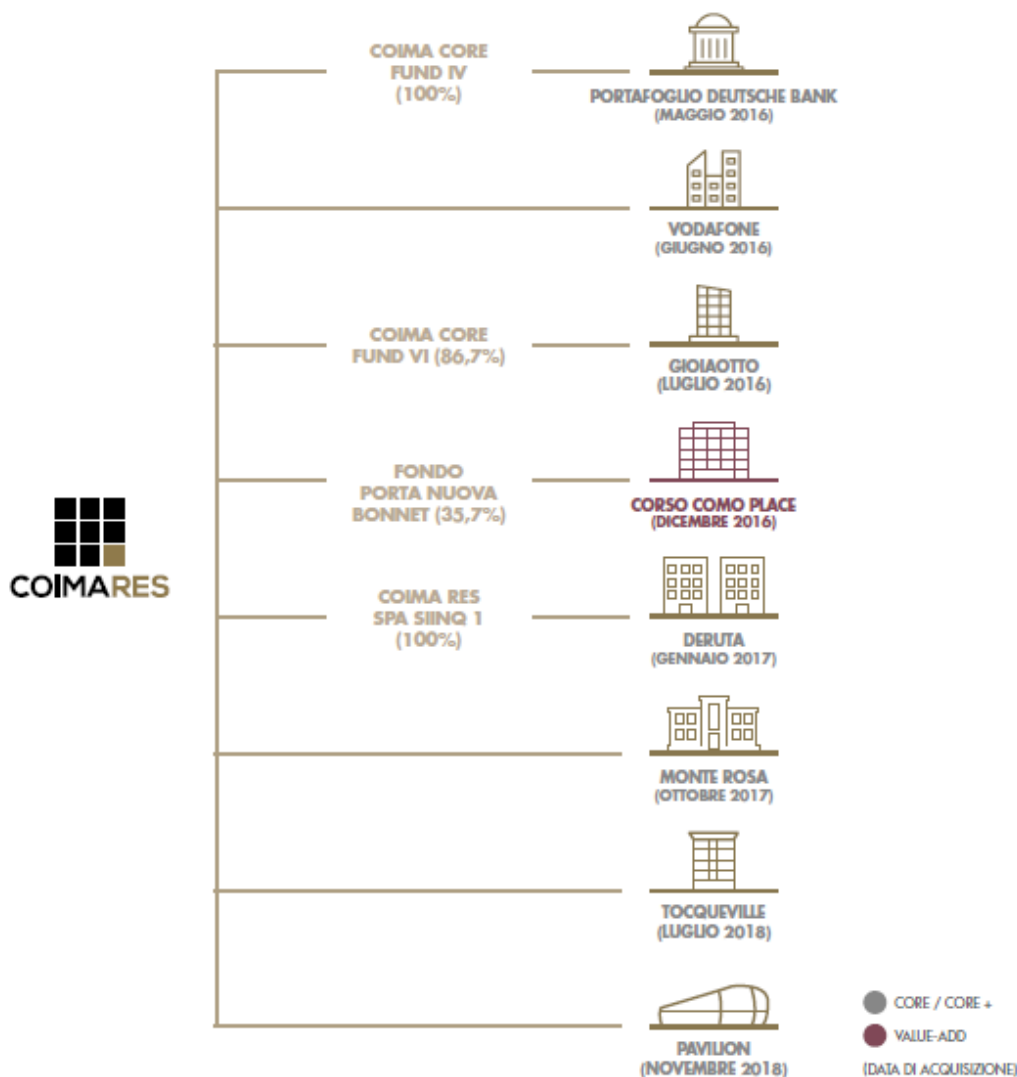 COIMA CORE
FUND IV
(100%)
PORTAFOGLIO DEUTSCHE BANK
(MAGGIO 2016)
VODAFONE
(GIUGNO 2016)
COIMA CORE
FUND VI (86,7%)
GIOIAOTTO
(LUGLIO 2016)
FONDO
PORTA NUOVA
BONNET (35,7%)
CORSO COMO PLACE
(DICEMBRE 2016)
COIMARES
COIMA RES
SPA SIINQ 1
(100%)
DERUTA
(GENNAIO 2017)
MONTE ROSA
(OTTOBRE 2017)
TOCQUEVILLE
(LUGLIO 2018)
PAVILION
(NOVEMBRE 2018)
CORE / CORE +
VALUE-ADD
(DATA DI ACQUISIZIONE)